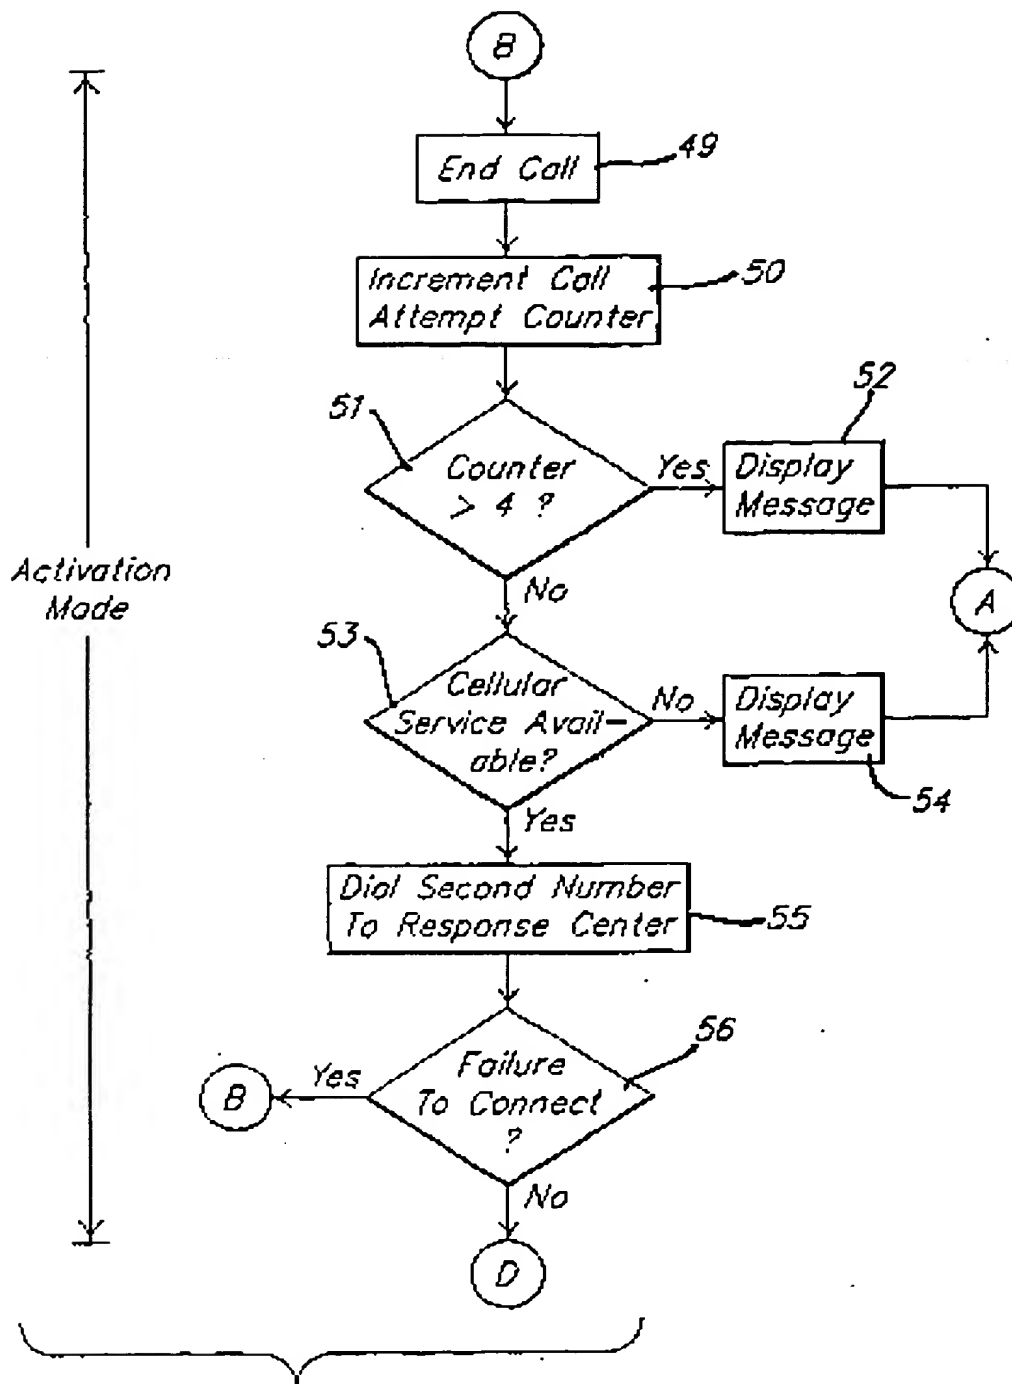 B
End Call
49
Increment Call
Attempt Counter
50
51
Counter
> 4 ?
Yes
52
Display
Message
A
No
Activation
Mode
53
Cellular
Service Avail-
able?
No
Display
Message
54
Yes
Dial Second Number
To Response Center
55
56
Failure
To Connect
?
Yes
B
No
D